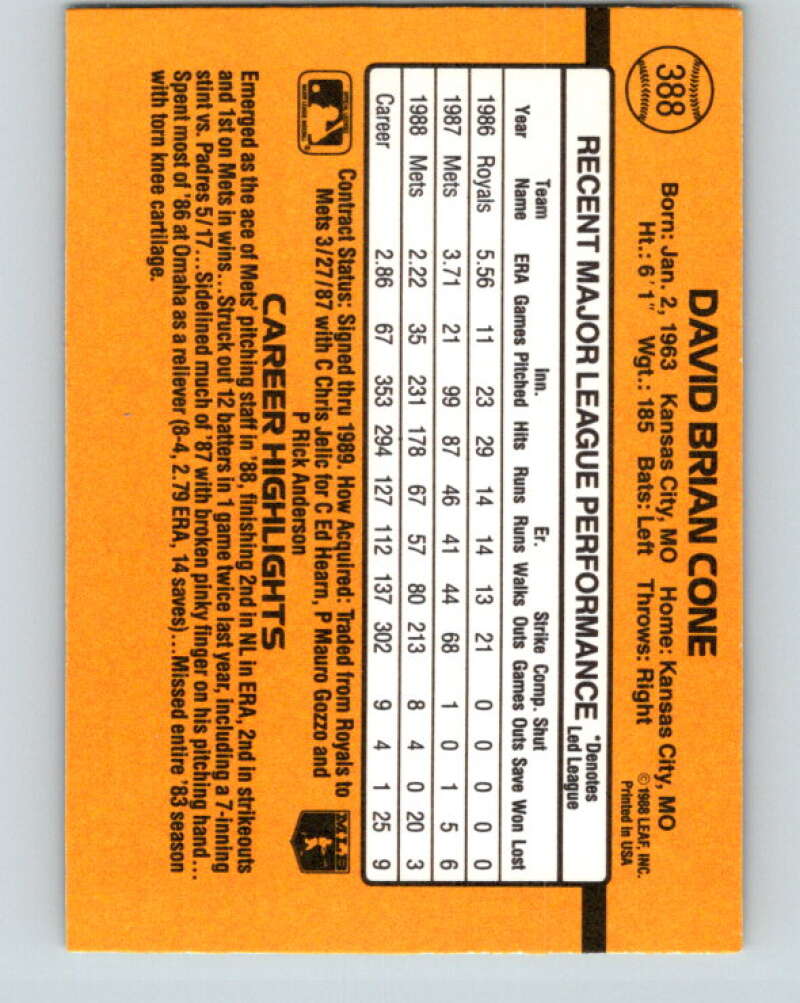 388
DAVID BRIAN CONE
Born: Jan. 2, 1963 Kansas City, MO Home: Kansas City, MO
Ht.: 6'1" Wgt.: 185 Bats: Left Throws: Right
©1988 LEAF, INC.
Printed in USA
RECENT MAJOR LEAGUE PERFORMANCE
*Denotes
Led League
Team Inn. Er. Strike Comp. Shut
Year Name ERA Games Pitched Hits Runs Runs Walks Outs Games Outs Save Won Lost
1986 Royals 5.56 11 23 29 14 14 13 21 0 0 0 0 0
1987 Mets 3.71 21 99 87 46 41 44 68 1 0 1 5 6
1988 Mets 2.22 35 231 178 67 57 80 213 8 4 0 20 3
Career 2.86 67 353 294 127 112 137 302 9 4 1 25 9
Contract Status: Signed thru 1989. How Acquired: Traded from Royals to
Mets 3/27/87 with C Chris Jelic for C Ed Hearn, P Mauro Gozzo and
P Rick Anderson
MLB
CAREER HIGHLIGHTS
Emerged as the ace of Mets' pitching staff in '88, finishing 2nd in NL in ERA, 2nd in strikeouts
and 1st on Mets in wins...Struck out 12 batters in 1 game twice last year, including a 7-inning
stint vs. Padres 5/17...Sidelined much of '87 with broken pinky finger on his pitching hand...
Spent most of '86 at Omaha as a reliever (8-4, 2.79 ERA, 14 saves)...Missed entire '83 season
with torn knee cartilage.